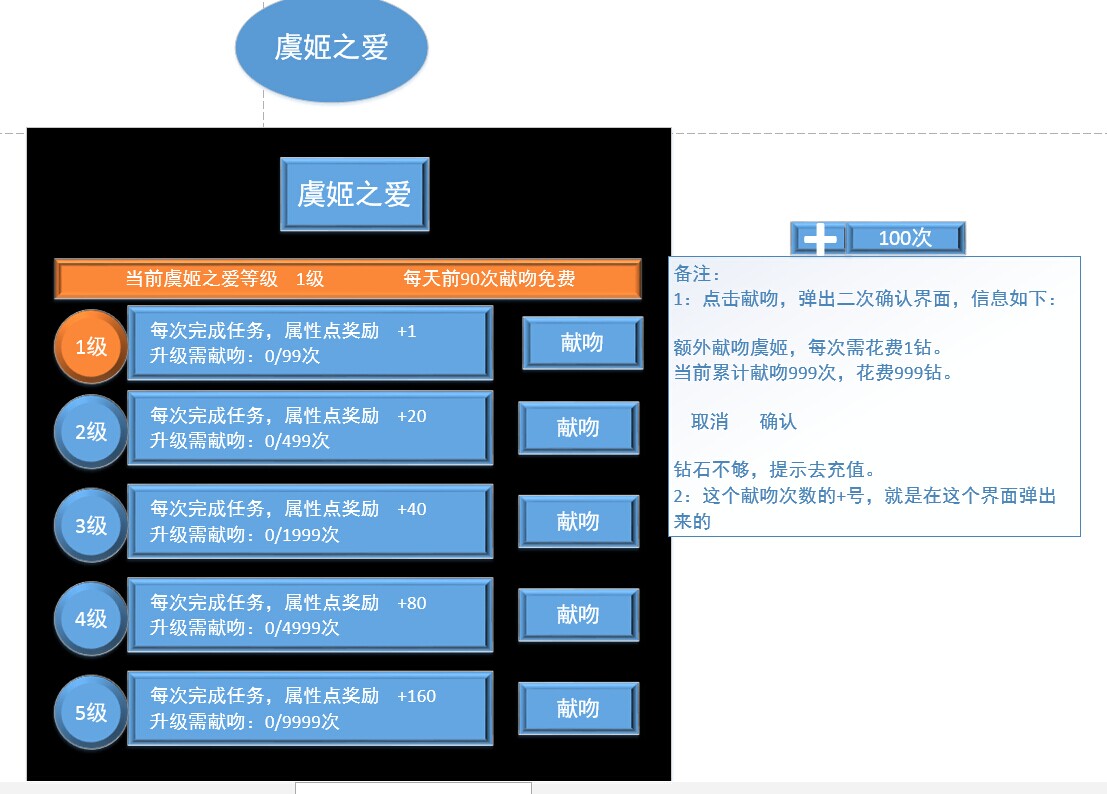 虞姬之爱
虞姬之爱
当前虞姬之爱等级 1级 每天前90次献吻免费
1级
每次完成任务，属性点奖励 +1
升级需献吻：0/99次
献吻
2级
每次完成任务，属性点奖励 +20
升级需献吻：0/499次
献吻
3级
每次完成任务，属性点奖励 +40
升级需献吻：0/1999次
献吻
4级
每次完成任务，属性点奖励 +80
升级需献吻：0/4999次
献吻
5级
每次完成任务，属性点奖励 +160
升级需献吻：0/9999次
献吻
100次
备注：
1：点击献吻，弹出二次确认界面，信息如下：
额外献吻虞姬，每次需花费1钻。
当前累计献吻999次，花费999钻。
取消 确认
钻石不够，提示去充值。
2：这个献吻次数的+号，就是在这个界面弹出
来的